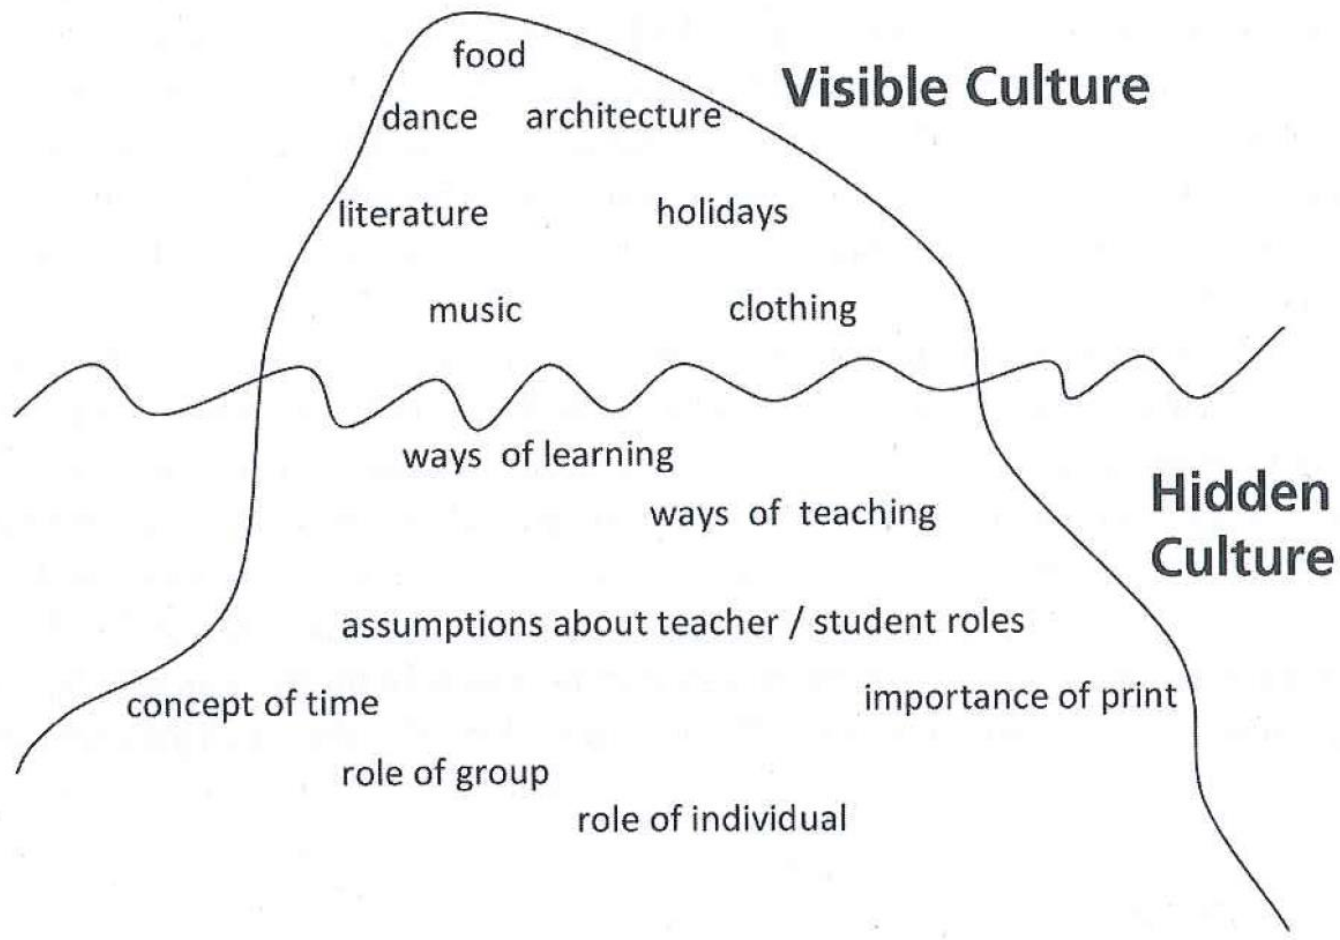 food
Visible Culture
dance architecture
literature holidays
music clothing
ways of learning
ways of teaching
Hidden
Culture
assumptions about teacher / student roles
concept of time
importance of print
role of group
role of individual